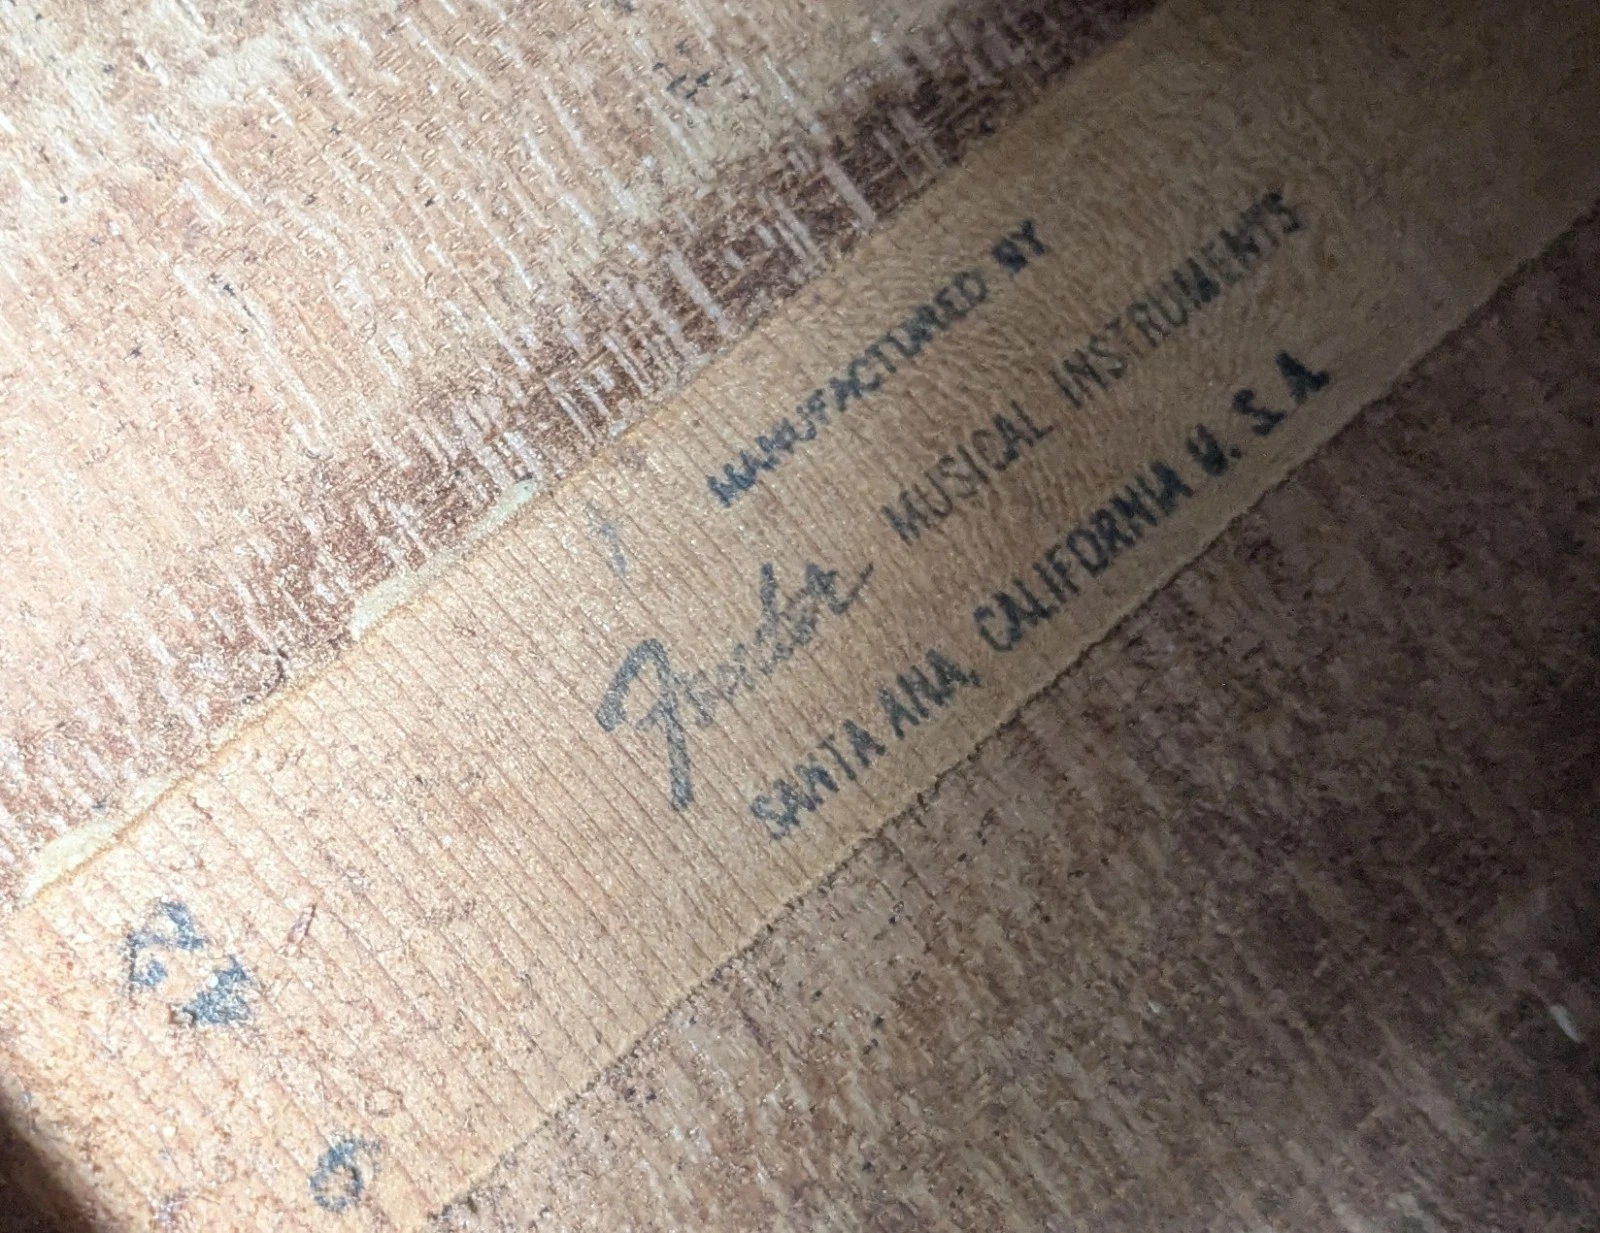 MANUFACTURED BY
Fender MUSICAL INSTRUMENTS
SANTA ANA, CALIFORNIA U.S.A